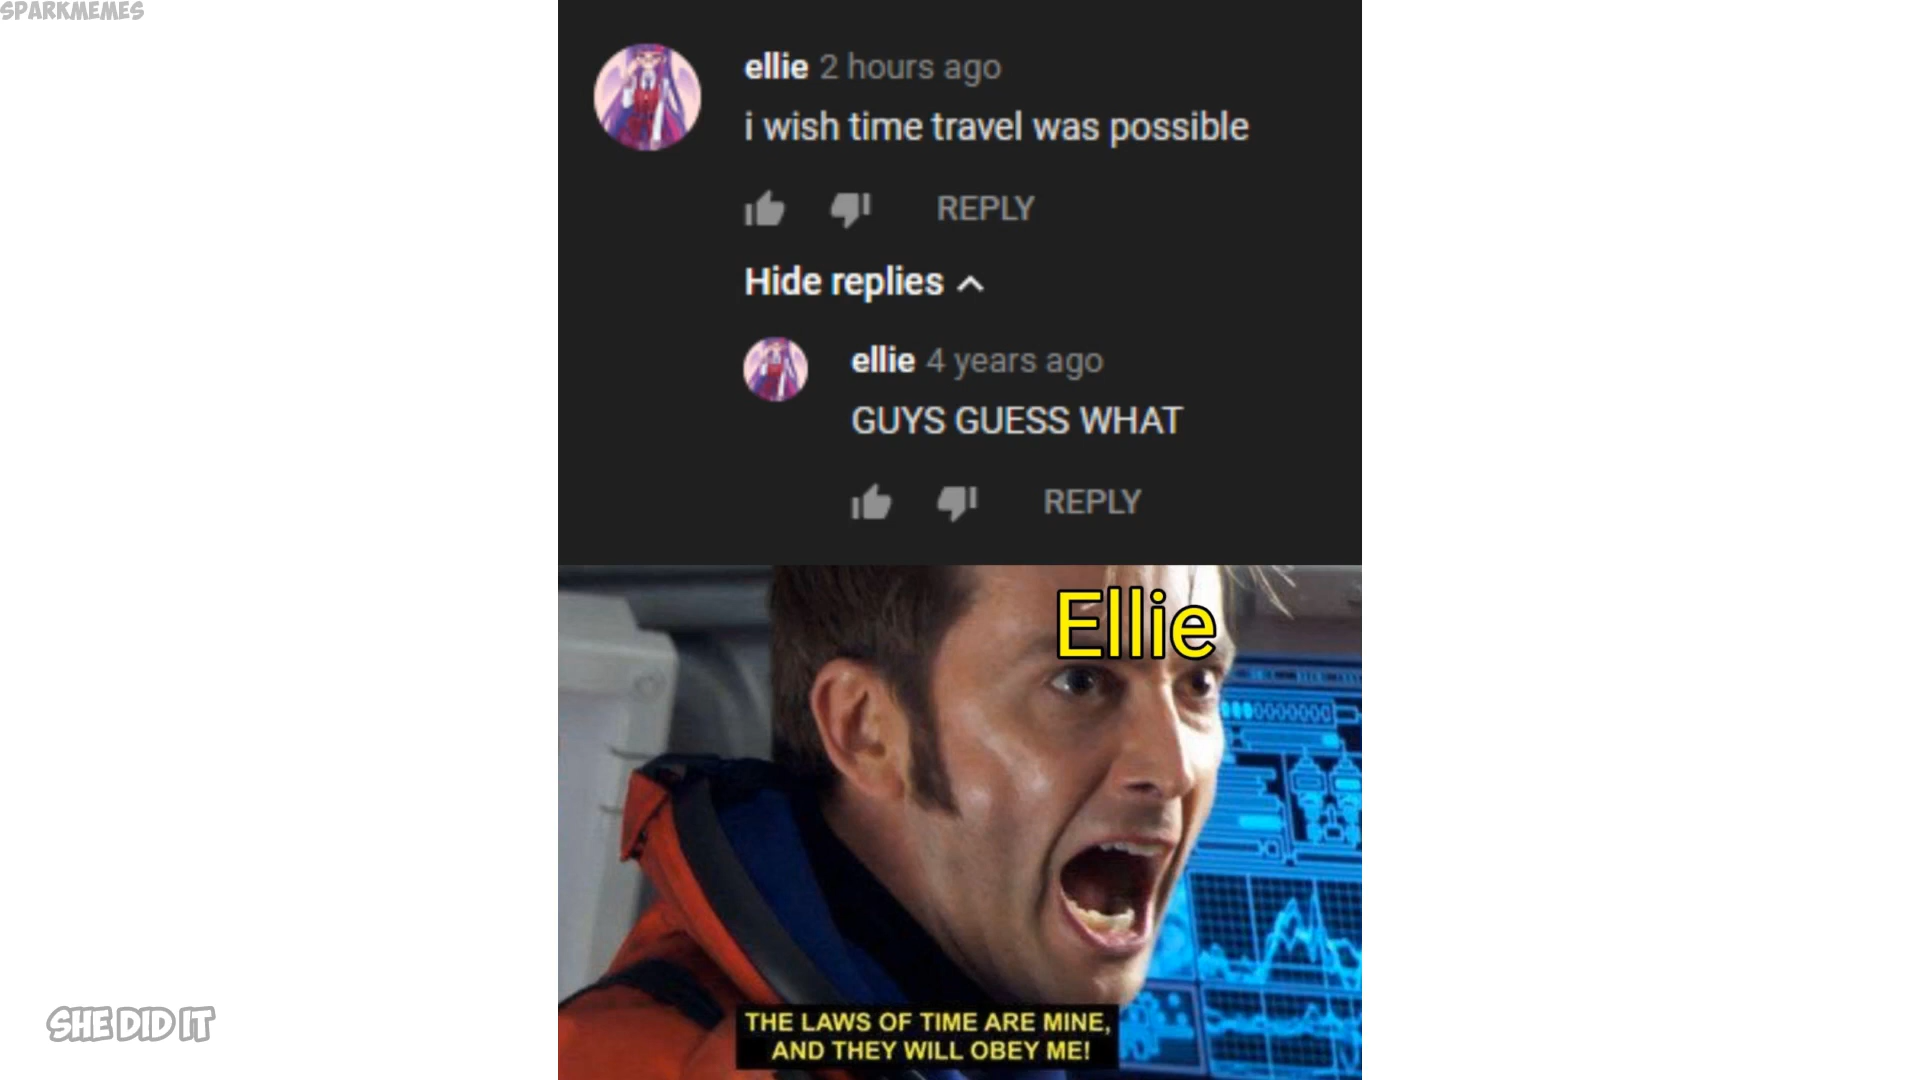 SPARKMEMES
ellie 2 hours ago
i wish time travel was possible
REPLY
Hide replies
ellie 4 years ago
GUYS GUESS WHAT
REPLY
Ellie
THE LAWS OF TIME ARE MINE,
AND THEY WILL OBEY ME!
SHE DID IT